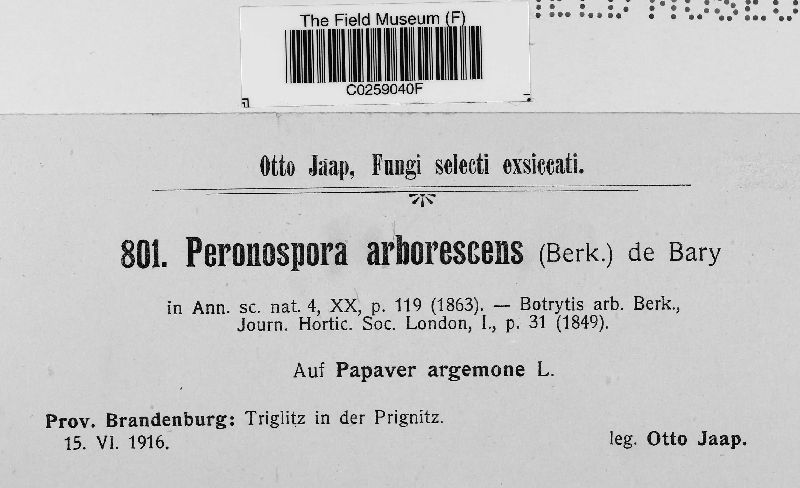 The Field Museum (F)
C0259040F
Otto Jaap, Fungi selecti exsiccati.
801. Peronospora arborescens (Berk.) de Bary
in Ann. sc. nat. 4, XX, p. 119 (1863). — Botrytis arb. Berk.,
Journ. Hortic. Soc. London, I., p. 31 (1849).
Auf Papaver argemone L.
Prov. Brandenburg: Triglitz in der Prignitz.
15. VI. 1916.
leg. Otto Jaap.